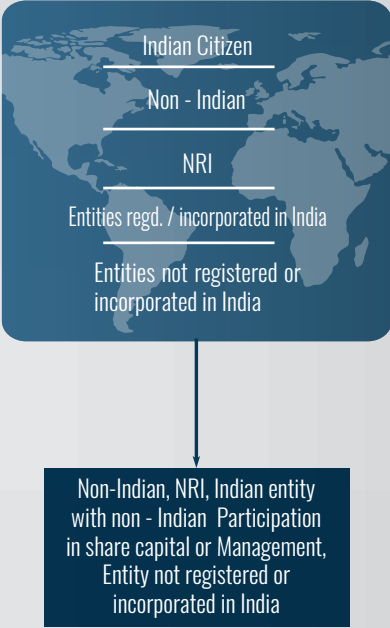 Indian Citizen
Non - Indian
NRI
Entities regd. / incorporated in India
Entities not registered or
incorporated in India
Non-Indian, NRI, Indian entity
with non - Indian Participation
in share capital or Management,
Entity not registered or
incorporated in India